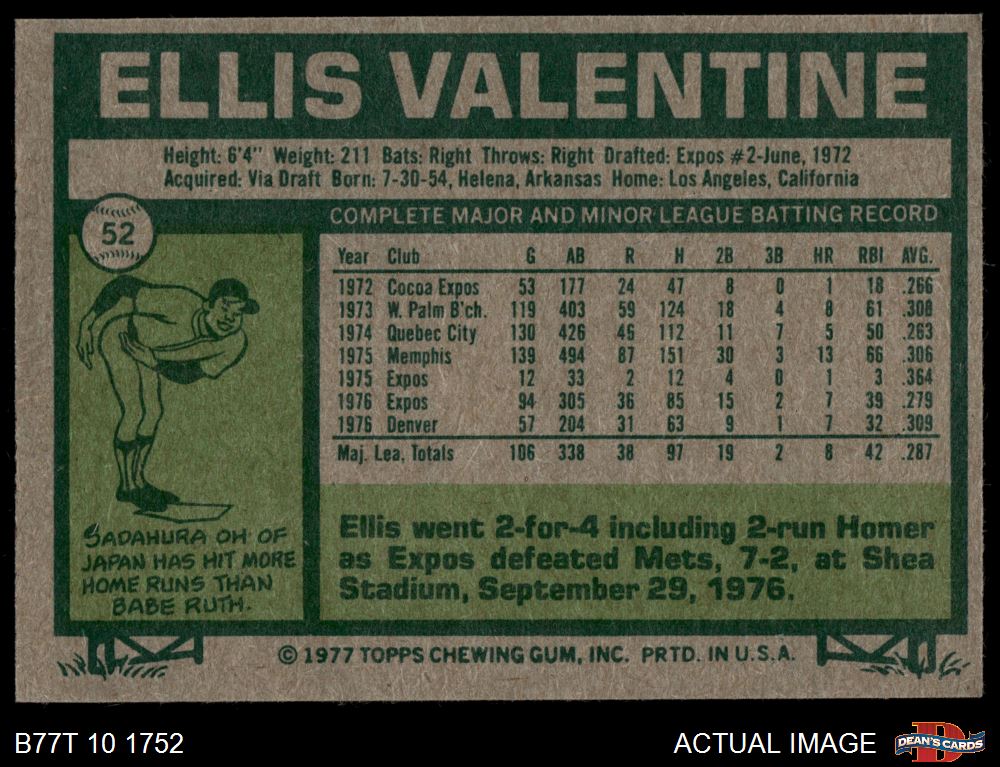 ELLIS VALENTINE
Height: 6'4" Weight: 211 Bats: Right Throws: Right Drafted: Expos #2-June, 1972
Acquired: Via Draft Born: 7-30-54, Helena, Arkansas Home: Los Angeles, California
52
COMPLETE MAJOR AND MINOR LEAGUE BATTING RECORD
Year Club G AB R H 2B 3B HR RBI AVG.
1972 Cocoa Expos 53 177 24 47 8 0 1 18 .266
1973 W. Palm B'ch. 119 403 59 124 18 4 8 61 .308
1974 Quebec City 130 426 46 112 11 7 5 50 .263
1975 Memphis 139 494 87 151 30 3 13 66 .306
1975 Expos 12 33 2 12 4 0 1 3 .364
1976 Expos 94 305 36 85 15 2 7 39 .279
1976 Denver 57 204 31 63 9 1 7 32 .309
Maj. Lea. Totals 106 338 38 97 19 2 8 42 .287
SADAHURA OH OF
JAPAN HAS HIT MORE
HOME RUNS THAN
BABE RUTH.
Ellis went 2-for-4 including 2-run Homer
as Expos defeated Mets, 7-2, at Shea
Stadium, September 29, 1976.
© 1977 TOPPS CHEWING GUM, INC. PRTD. IN U.S.A.
B77T 10 1752
ACTUAL IMAGE
D
DEAN'S CARDS